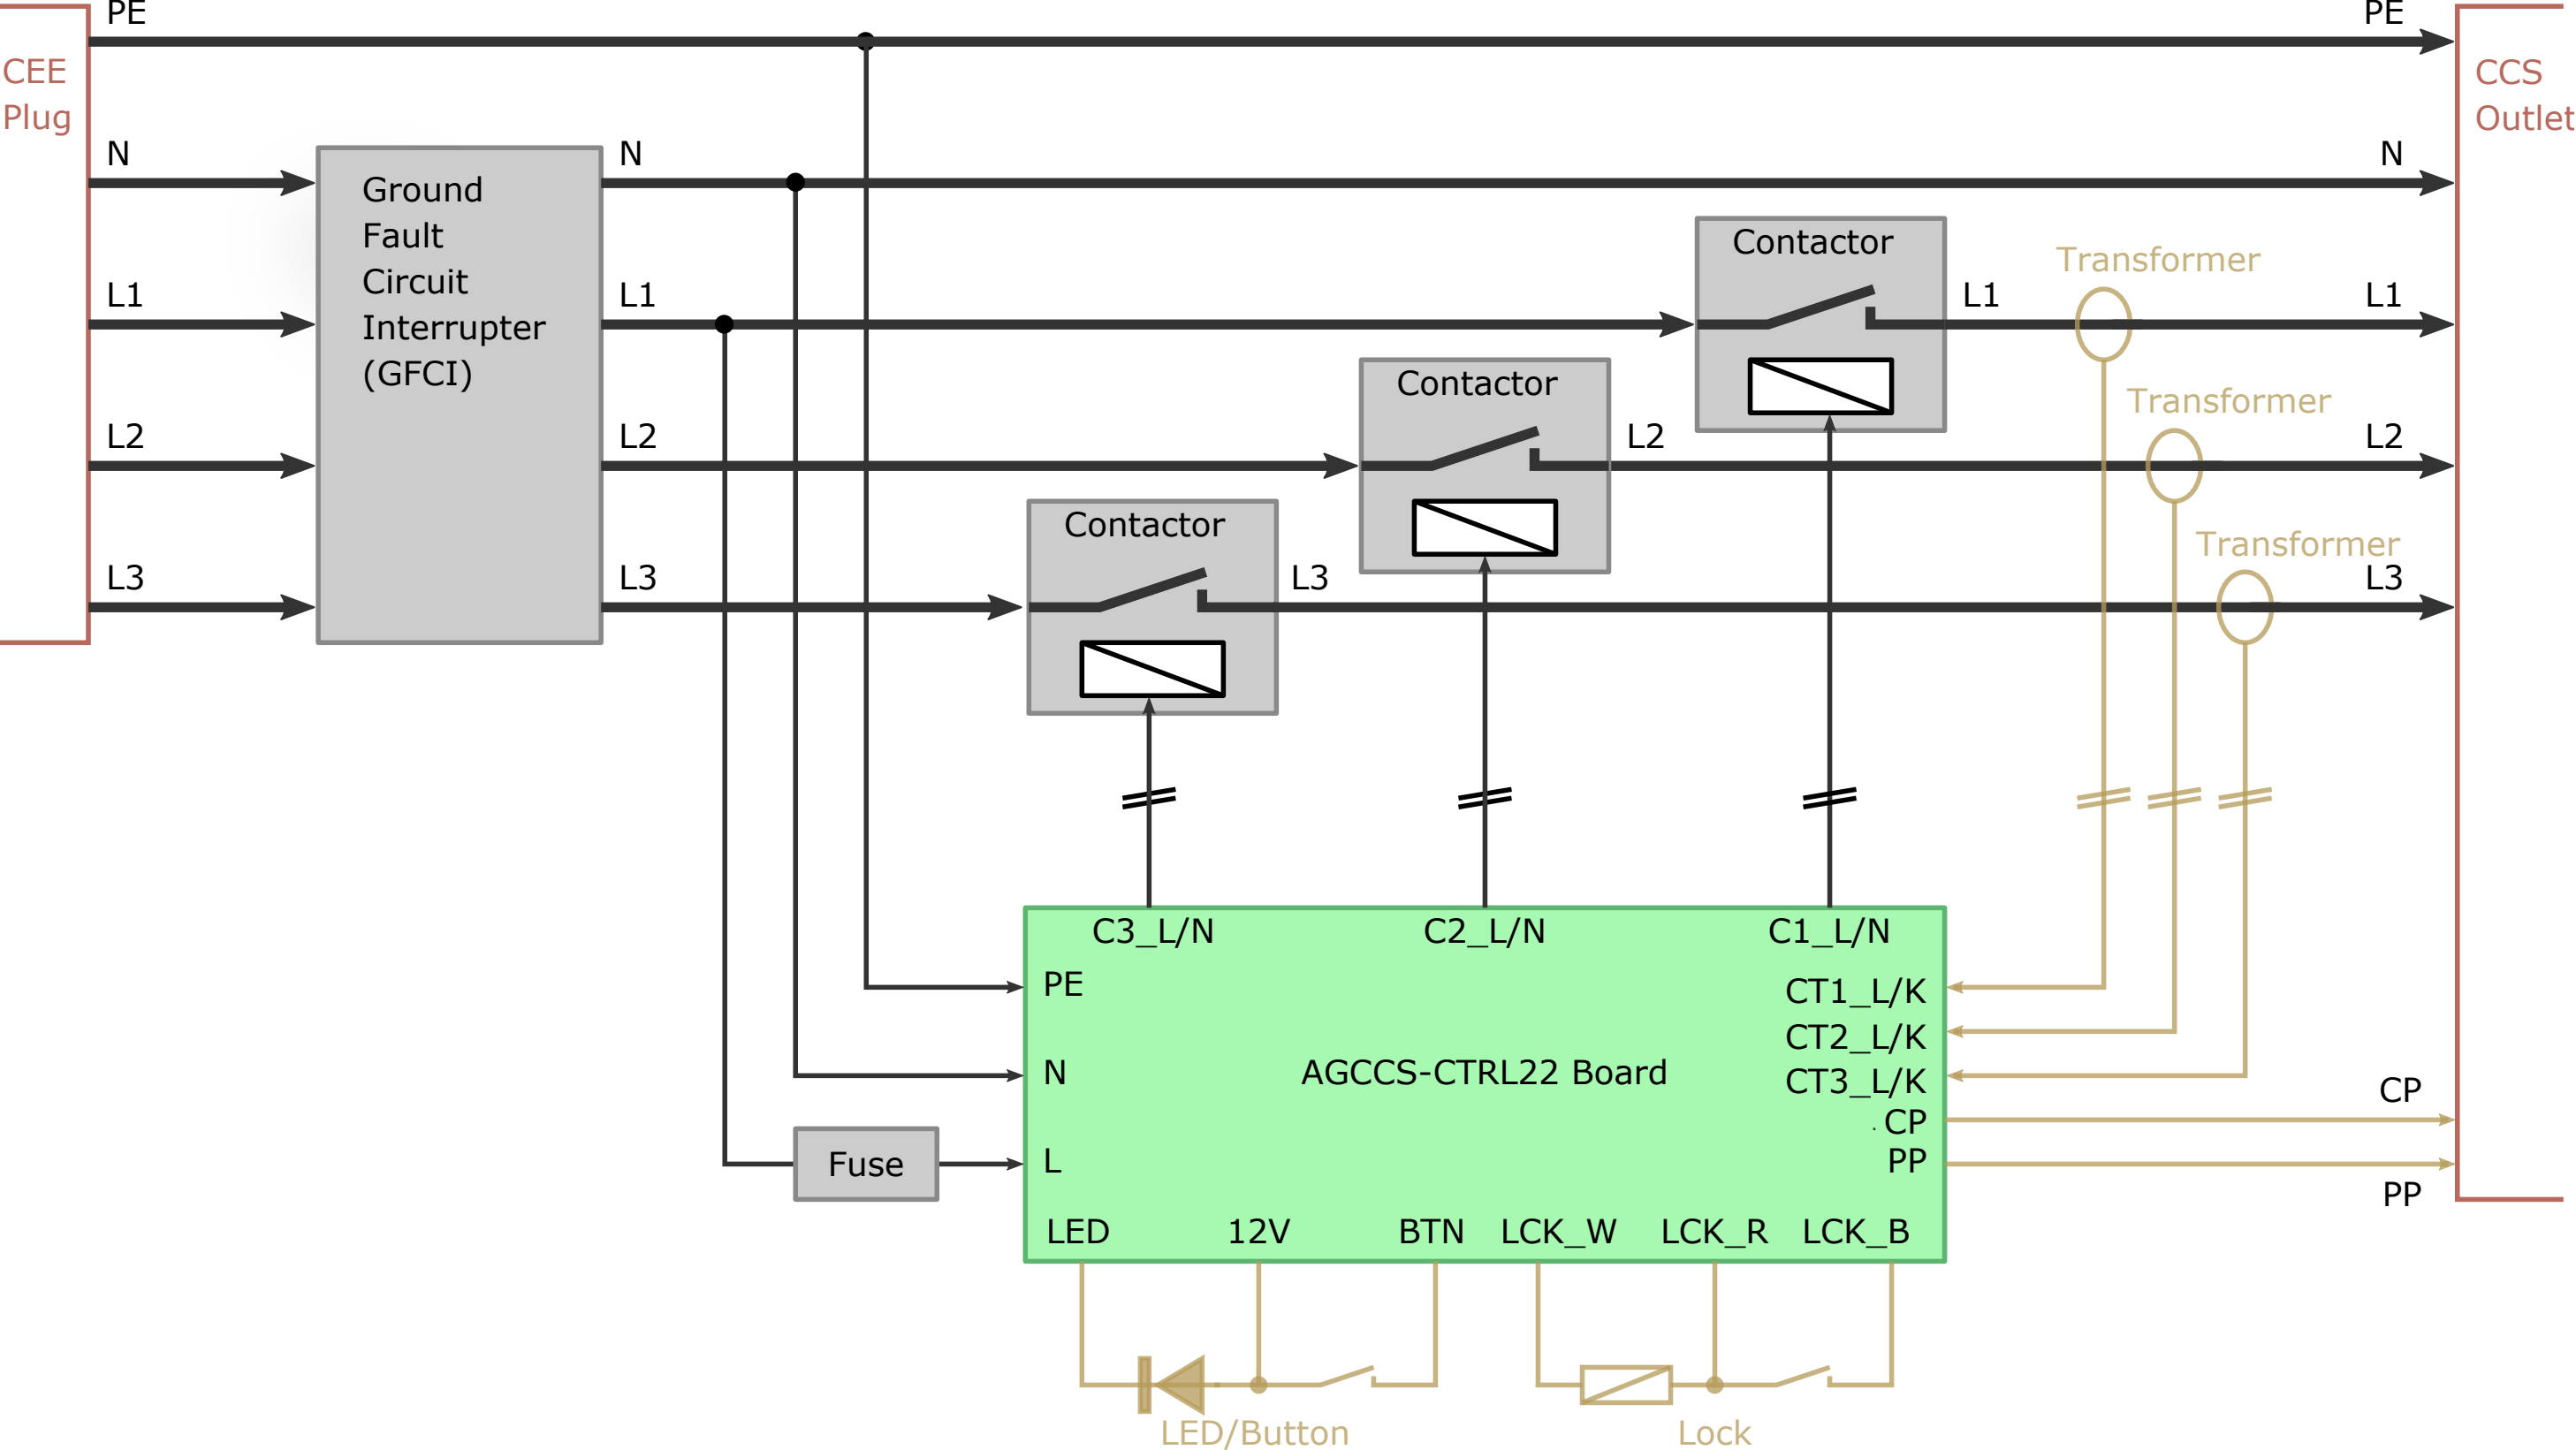 PE
PE
CEE
Plug
CCS
Outlet
N
N
N
Ground
Fault
Circuit
Interrupter
(GFCI)
Contactor
Transformer
L1
L1
L1
L1
Contactor
Transformer
L2
L2
L2
L2
Contactor
Transformer
L3
L3
L3
L3
C3_L/N
C2_L/N
C1_L/N
PE
CT1_L/K
CT2_L/K
N
AGCCS-CTRL22 Board
CT3_L/K
CP
CP
Fuse
L
PP
PP
LED
12V
BTN
LCK_W
LCK_R
LCK_B
LED/Button
Lock